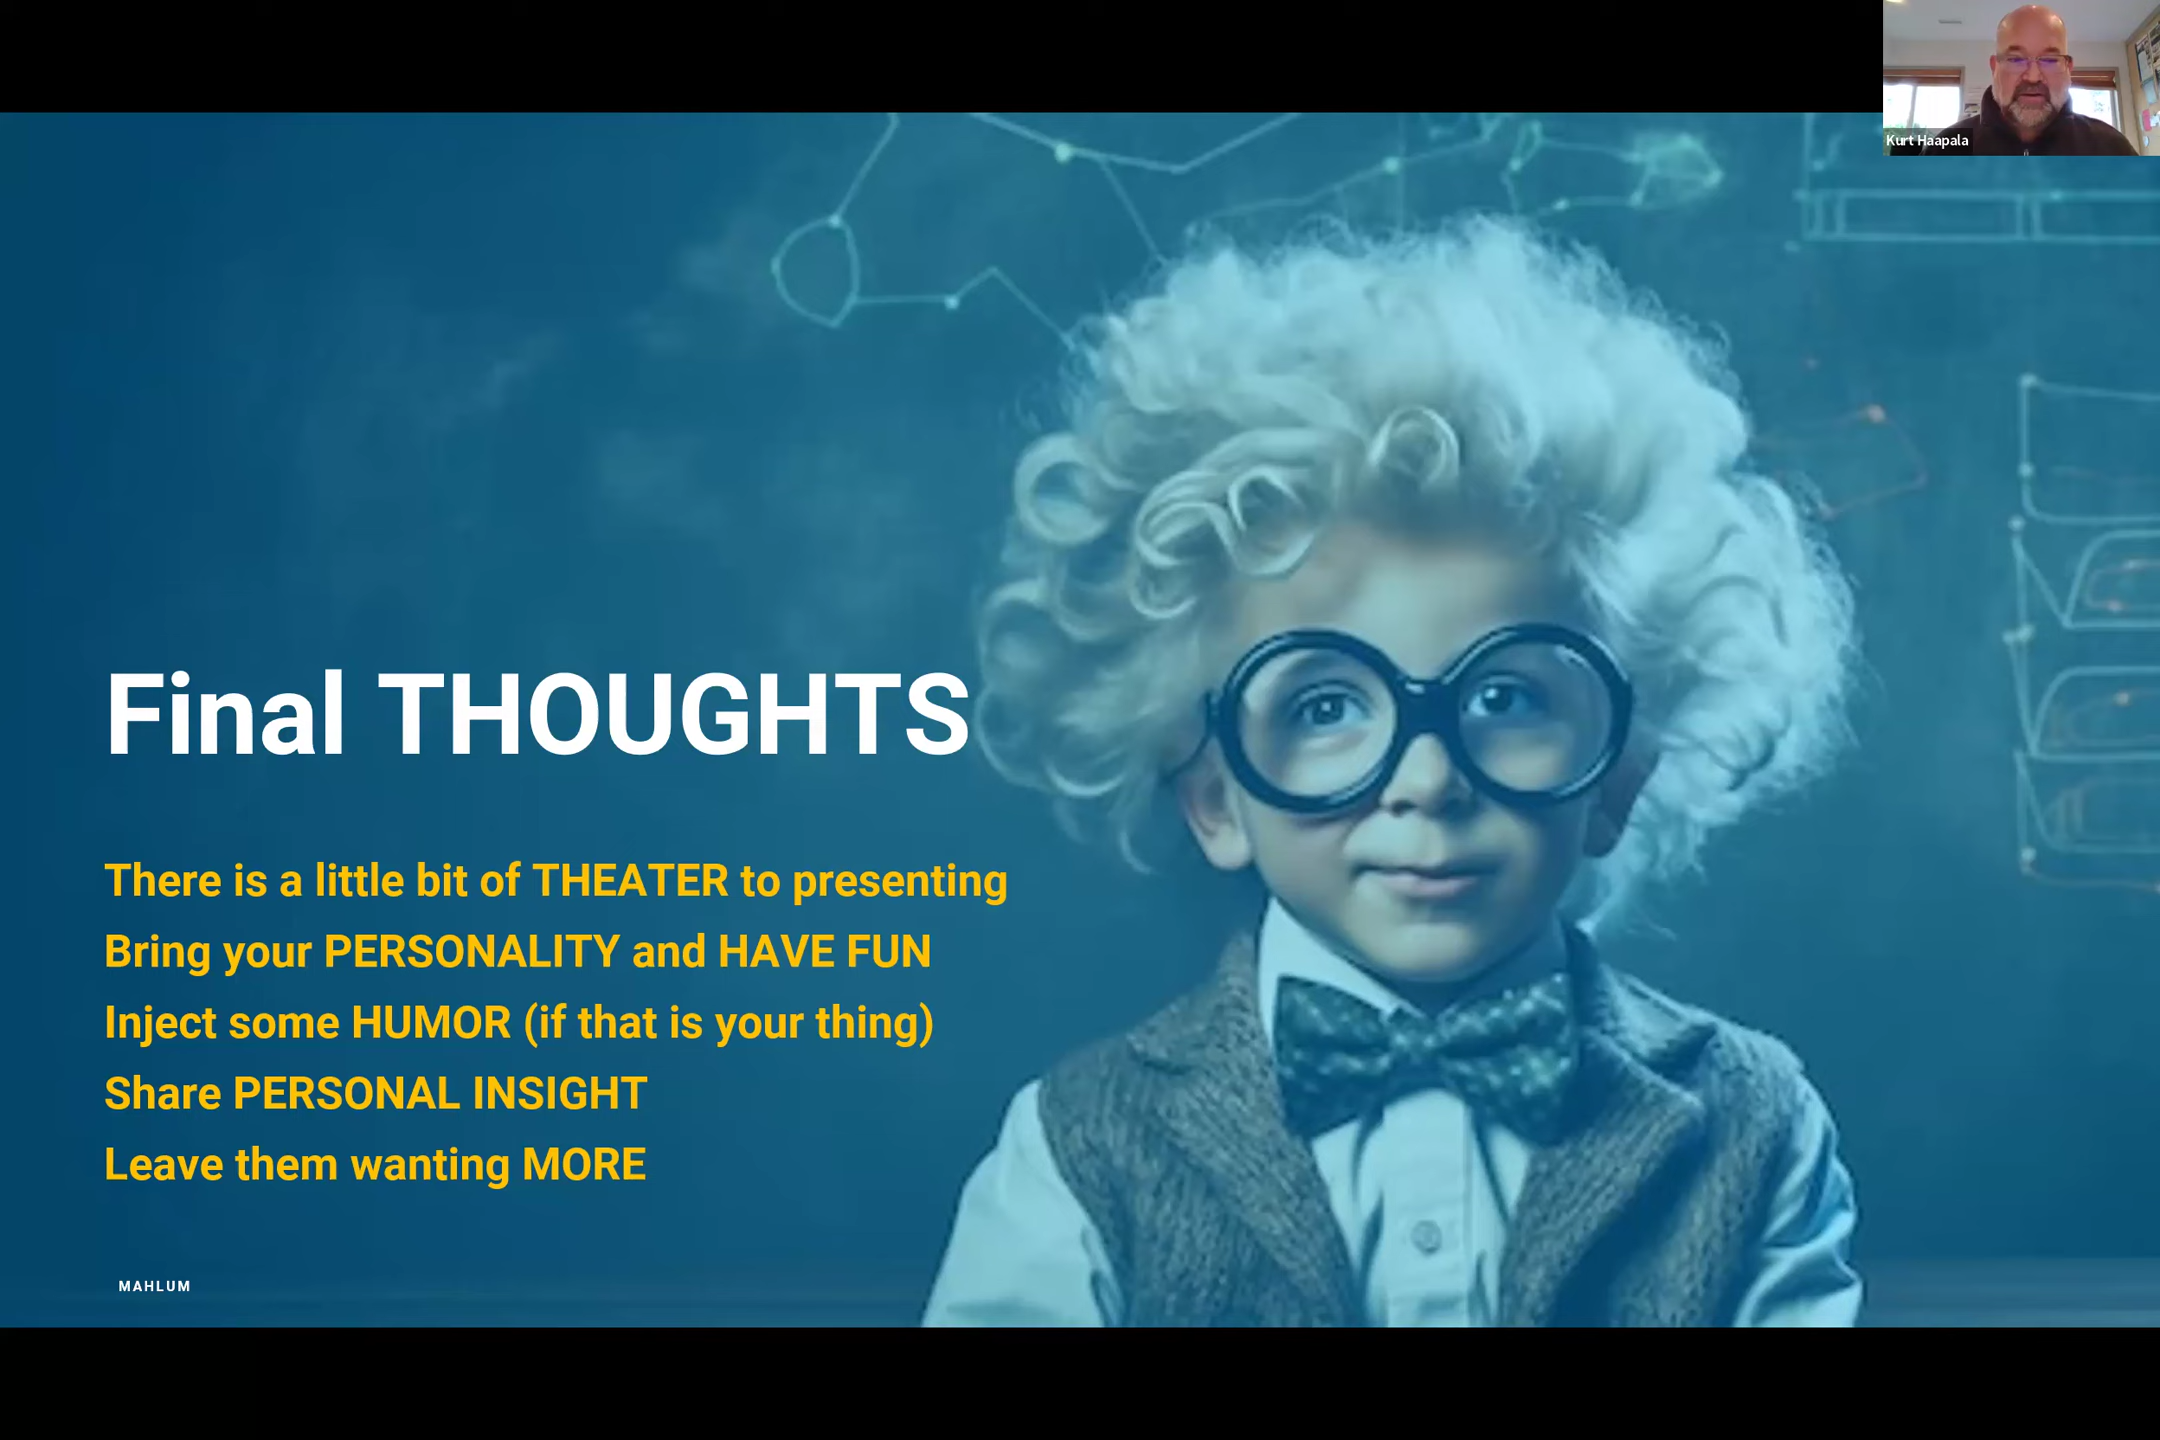 Kurt Haapala
Final THOUGHTS
There is a little bit of THEATER to presenting
Bring your PERSONALITY and HAVE FUN
Inject some HUMOR (if that is your thing)
Share PERSONAL INSIGHT
Leave them wanting MORE
MAHLUM